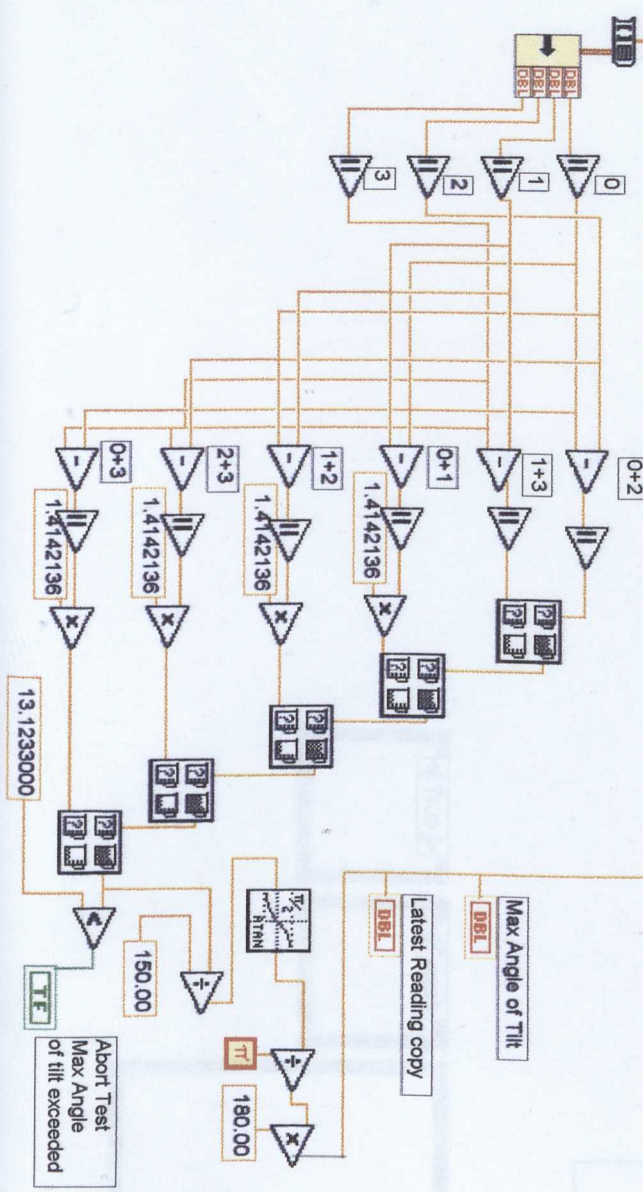 0+2
0
DBL
DBL
DBL
DBL
1
1+3
Max Angle of Tilt
DBL
2
0+1
Latest Reading copy
DBL
3
1.4142136
1+2
1.4142136
π/2
ATAN
π
180.00
2+3
1.4142136
150.00
0+3
1.4142136
13.1233000
TF
Abort Test
Max Angle
of tilt exceeded